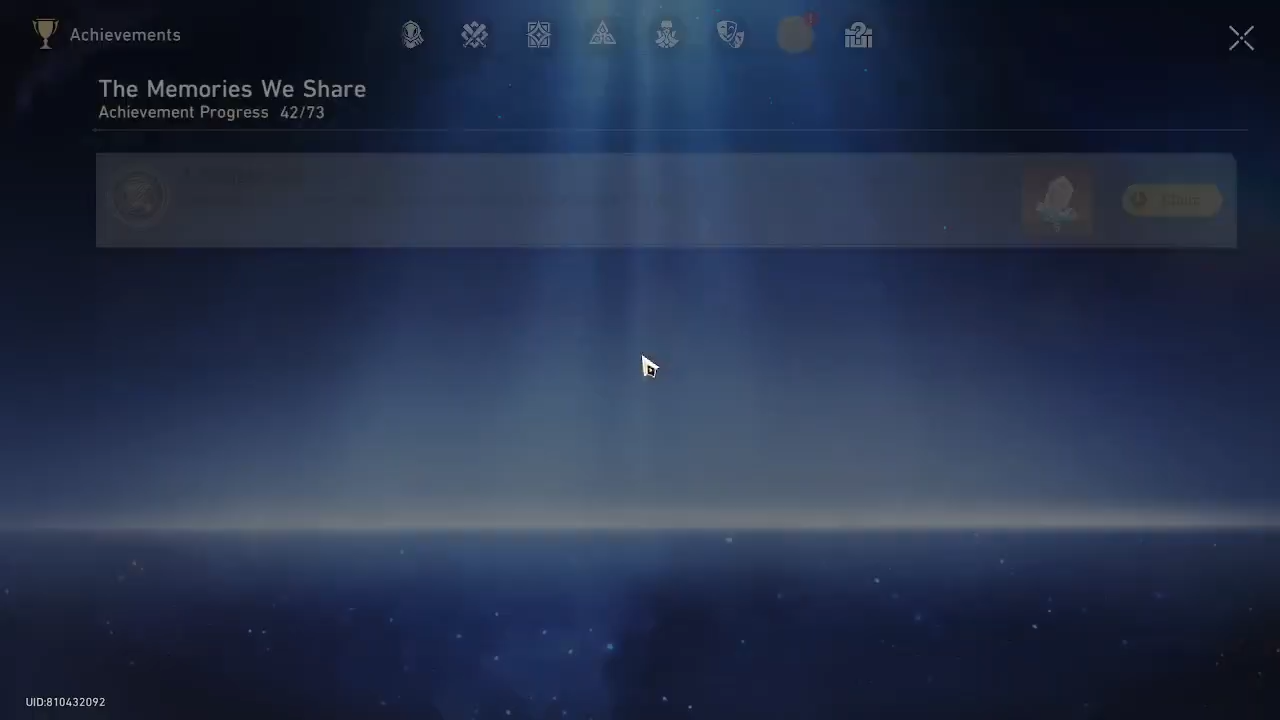 Achievements
The Memories We Share
Achievement Progress 42/73
UID:810432092